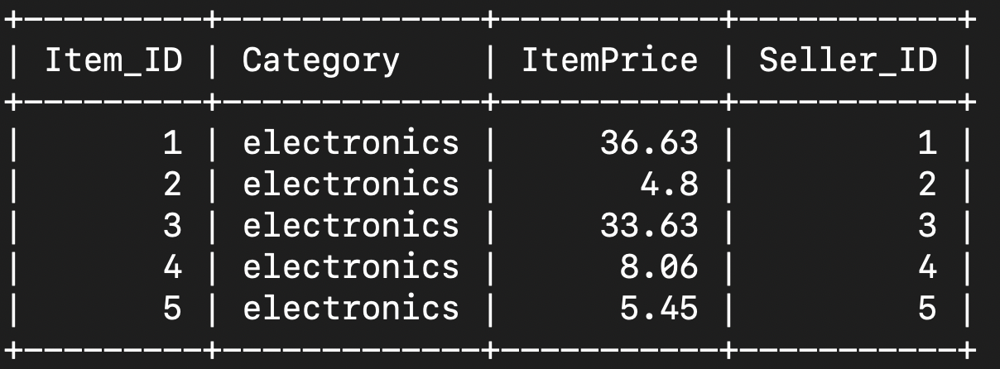 +---------+-------------+-----------+-----------+
| Item_ID | Category    | ItemPrice | Seller_ID |
+---------+-------------+-----------+-----------+
|       1 | electronics |     36.63 |         1 |
|       2 | electronics |       4.8 |         2 |
|       3 | electronics |     33.63 |         3 |
|       4 | electronics |      8.06 |         4 |
|       5 | electronics |      5.45 |         5 |
+---------+-------------+-----------+-----------+